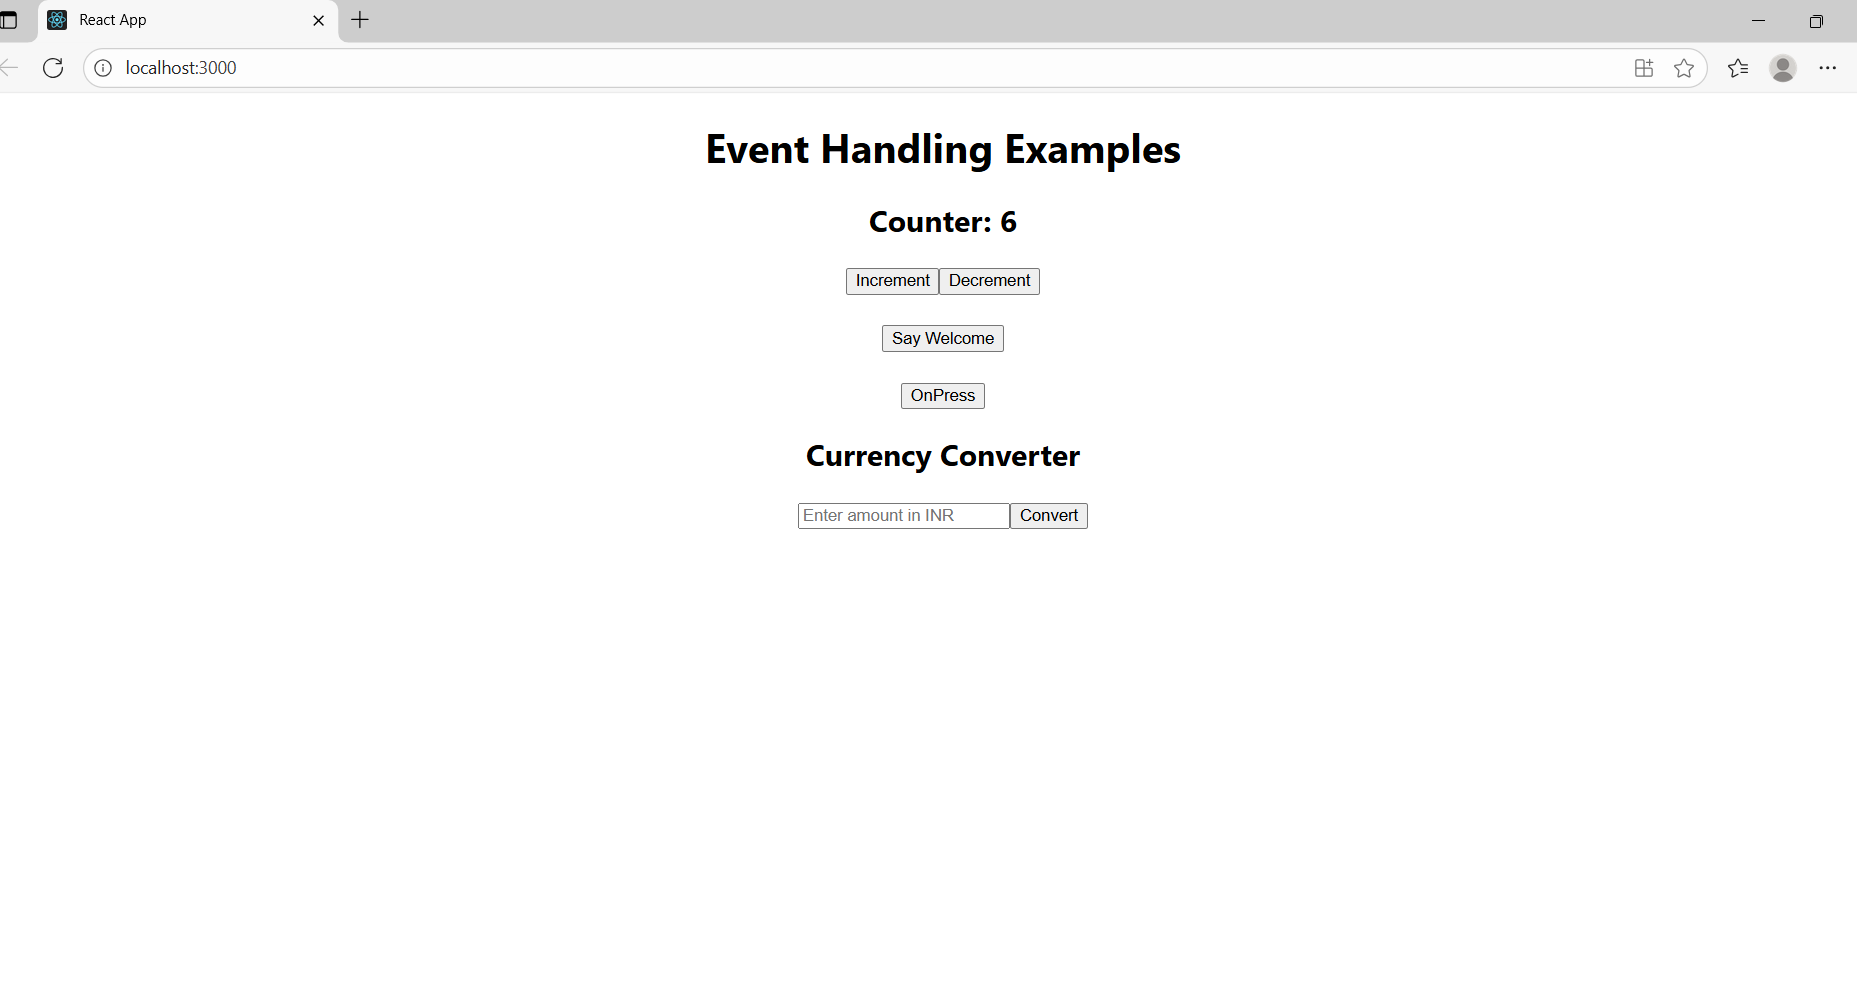 React App
localhost:3000
Event Handling Examples
Counter: 6
Increment Decrement
Say Welcome
OnPress
Currency Converter
Enter amount in INR Convert